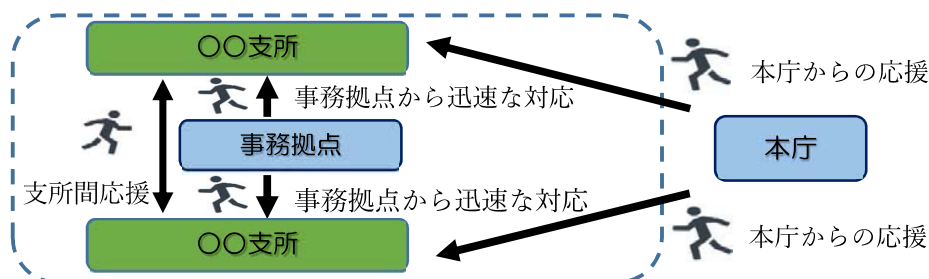 〇〇支所
本庁からの応援
事務拠点から迅速な対応
事務拠点
本庁
支所間応援
事務拠点から迅速な対応
〇〇支所
本庁からの応援